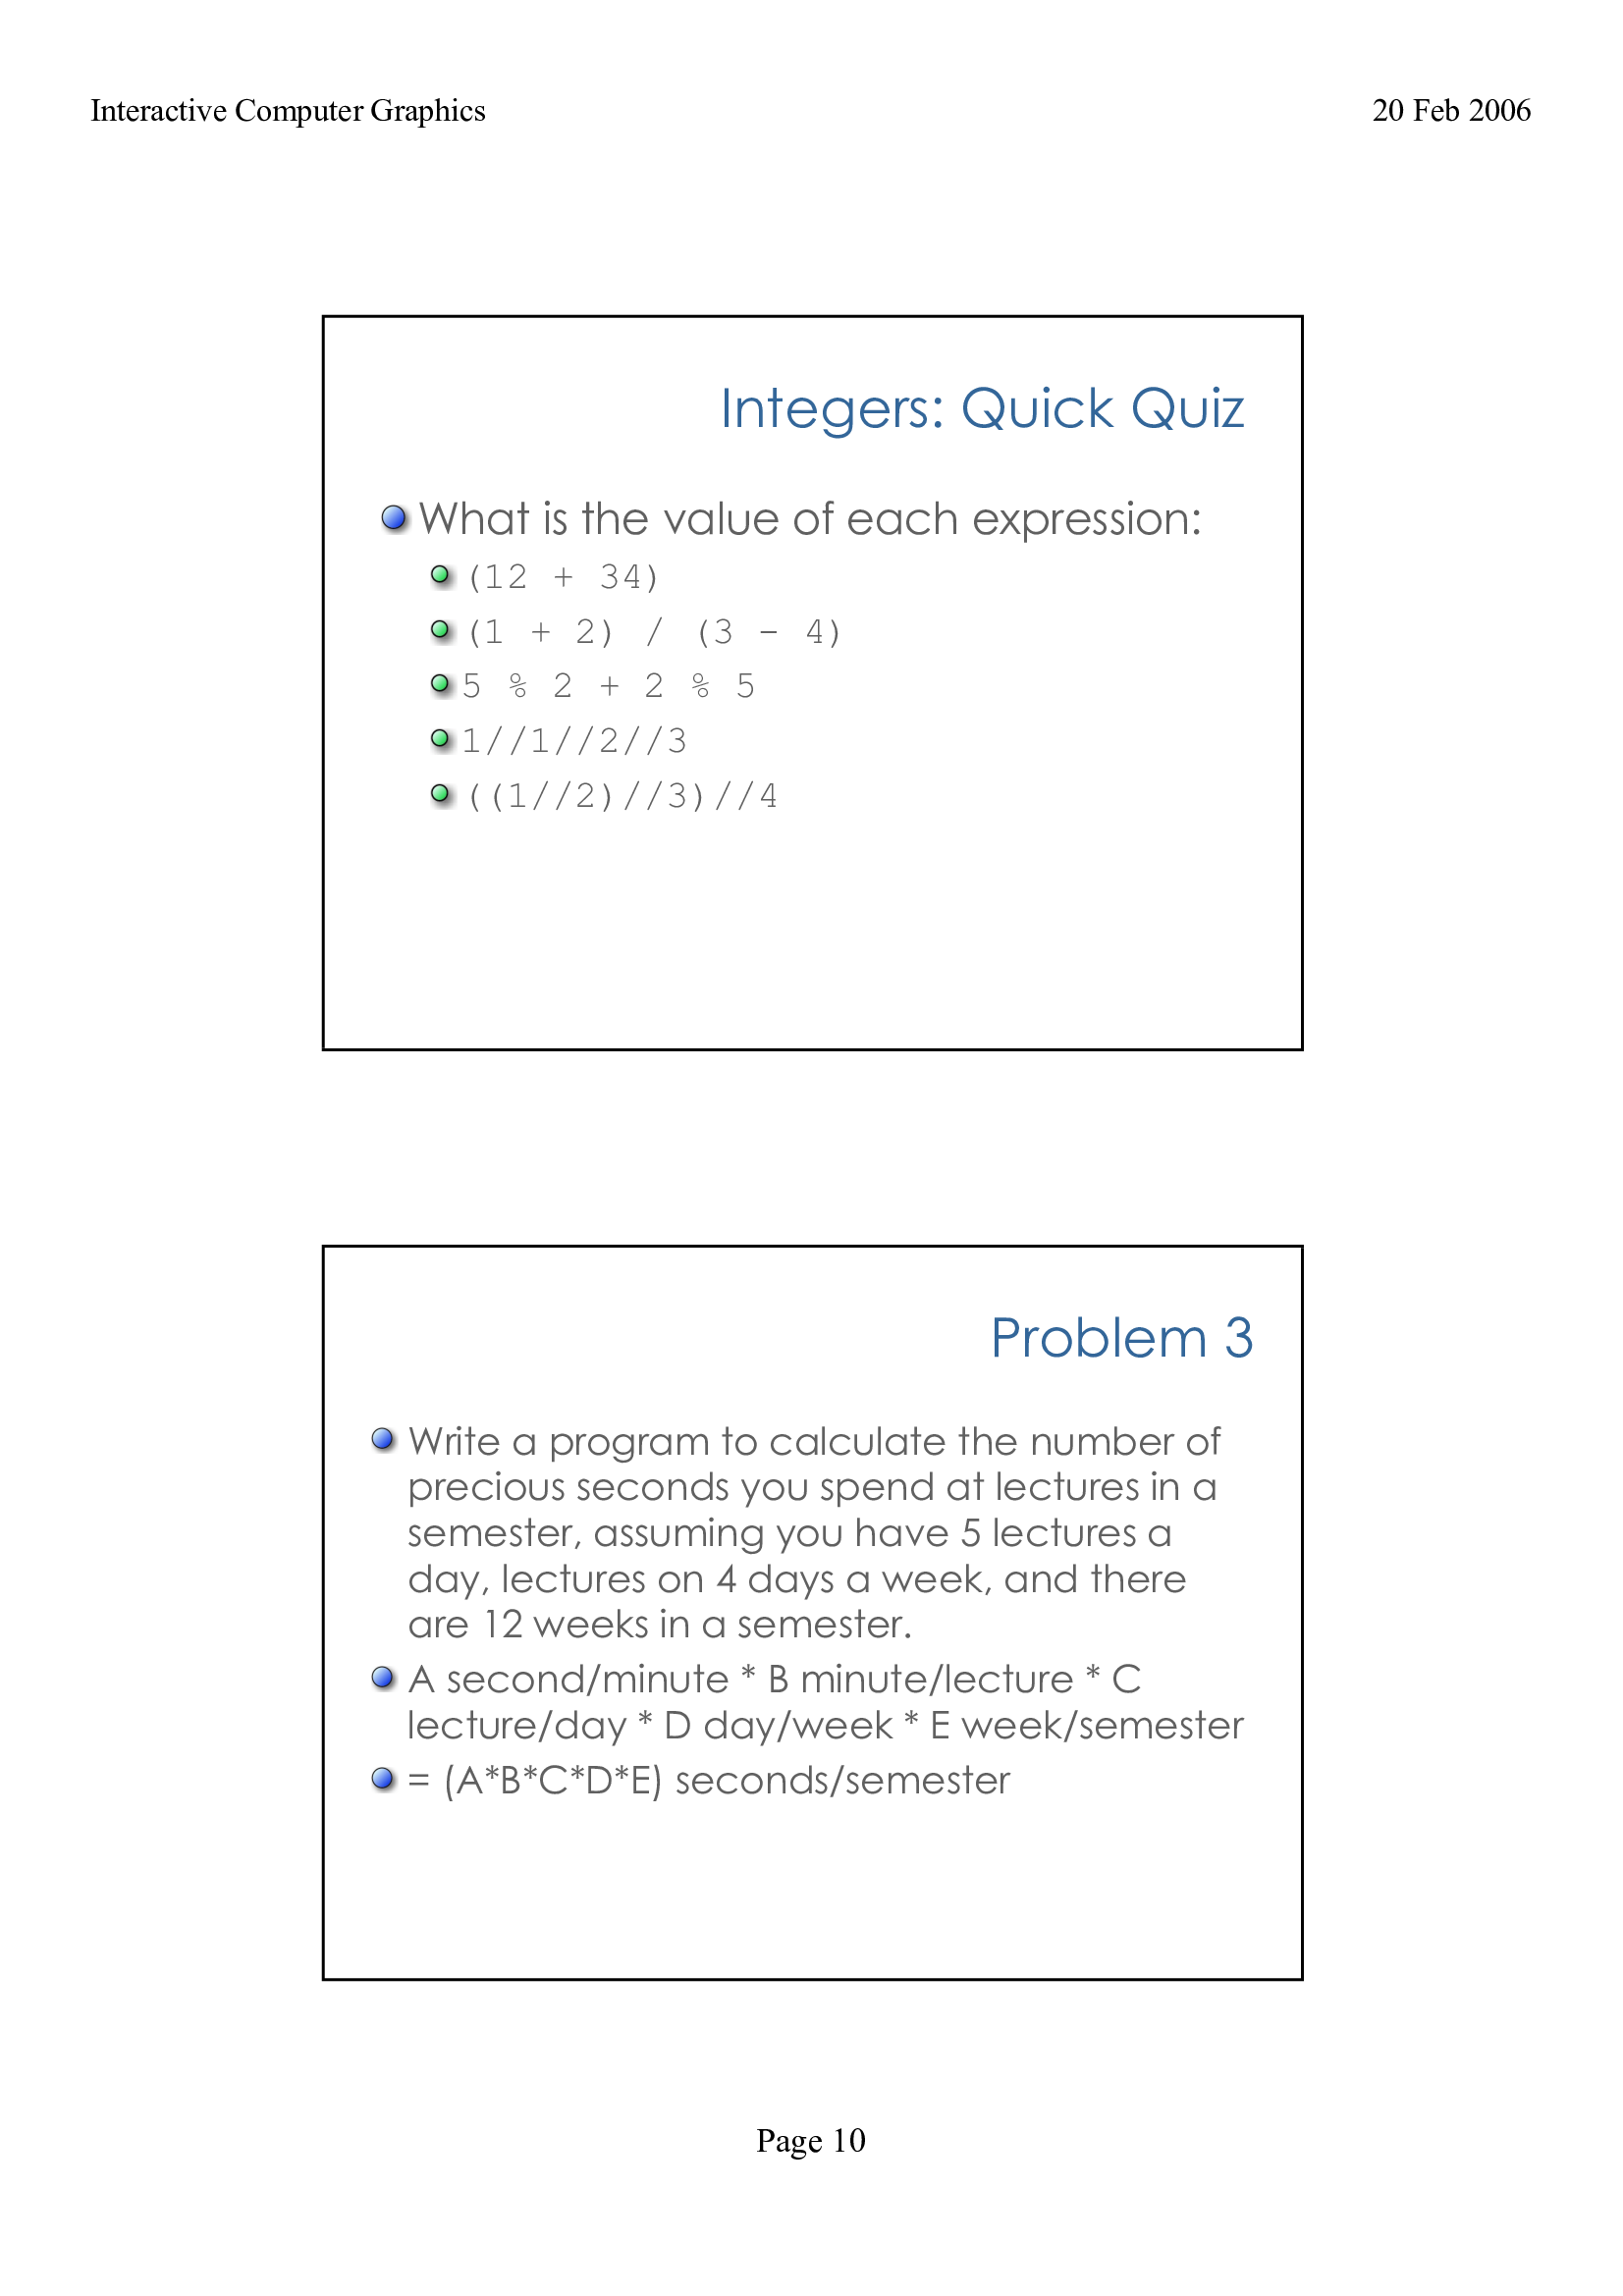 Interactive Computer Graphics 20 Feb 2006
Integers: Quick Quiz
What is the value of each expression:
(12 + 34)
(1 + 2) / (3 - 4)
5 % 2 + 2 % 5
1//1//2//3
((1//2)//3)//4
Problem 3
Write a program to calculate the number of
precious seconds you spend at lectures in a
semester, assuming you have 5 lectures a
day, lectures on 4 days a week, and there
are 12 weeks in a semester.
A second/minute * B minute/lecture * C
lecture/day * D day/week * E week/semester
= (A*B*C*D*E) seconds/semester
Page 10